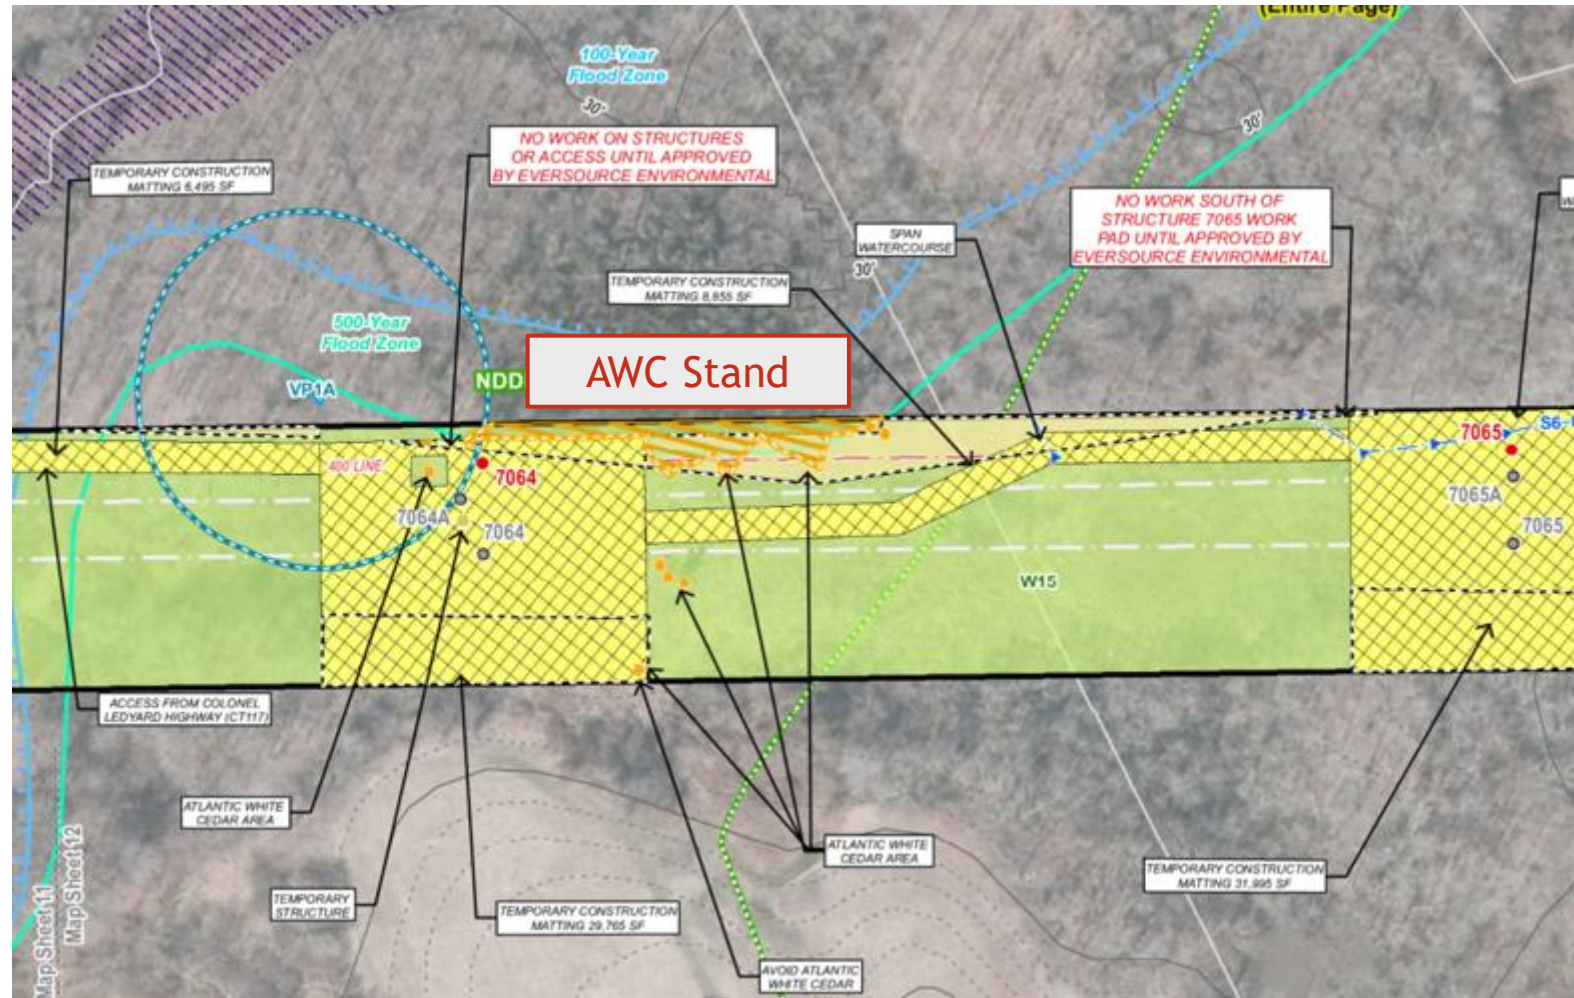 (Entire Page)
100-Year
Flood Zone
30'
30'
NO WORK ON STRUCTURES
OR ACCESS UNTIL APPROVED
BY EVERSOURCE ENVIRONMENTAL
TEMPORARY CONSTRUCTION
MATTING 6,495 SF
NO WORK SOUTH OF
STRUCTURE 7065 WORK
PAD UNTIL APPROVED BY
EVERSOURCE ENVIRONMENTAL
SPAN
WATERCOURSE
30'
TEMPORARY CONSTRUCTION
MATTING 8,855 SF
500-Year
Flood Zone
VP1A
NDD
AWC Stand
400 LINE
7064
7064A
7064
7065
S6
7065A
7065
W15
ACCESS FROM COLONEL
LEDYARD HIGHWAY (CT117)
ATLANTIC WHITE
CEDAR AREA
ATLANTIC WHITE
CEDAR AREA
TEMPORARY CONSTRUCTION
MATTING 31,995 SF
TEMPORARY
STRUCTURE
TEMPORARY CONSTRUCTION
MATTING 29,765 SF
AVOID ATLANTIC
WHITE CEDAR
Map Sheet 11
Map Sheet 12